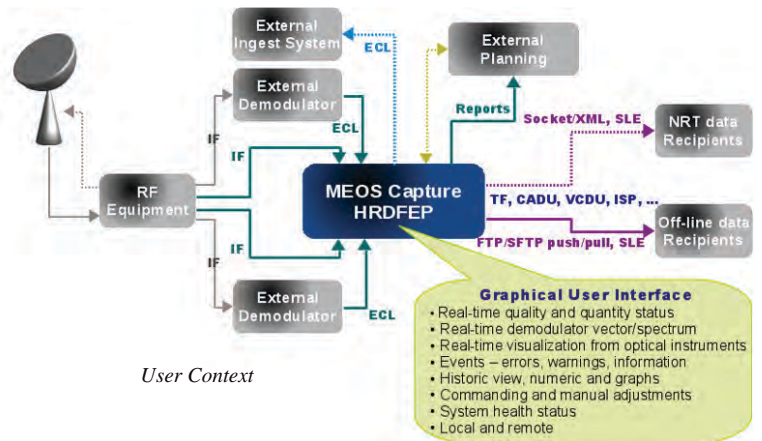 External
Ingest System
ECL
External
Planning
External
Demodulator
ECL
Reports
Socket/XML, SLE
NRT data
Recipients
IF
IF
RF
Equipment
MEOS Capture
HRDFEP
TF, CADU, VCDU, ISP, ...
Off-line data
Recipients
FTP/SFTP push/pull, SLE
IF
IF
External
Demodulator
ECL
User Context
Graphical User Interface
• Real-time quality and quantity status
• Real-time demodulator vector/spectrum
• Real-time visualization from optical instruments
• Events – errors, warnings, information
• Historic view, numeric and graphs
• Commanding and manual adjustments
• System health status
• Local and remote